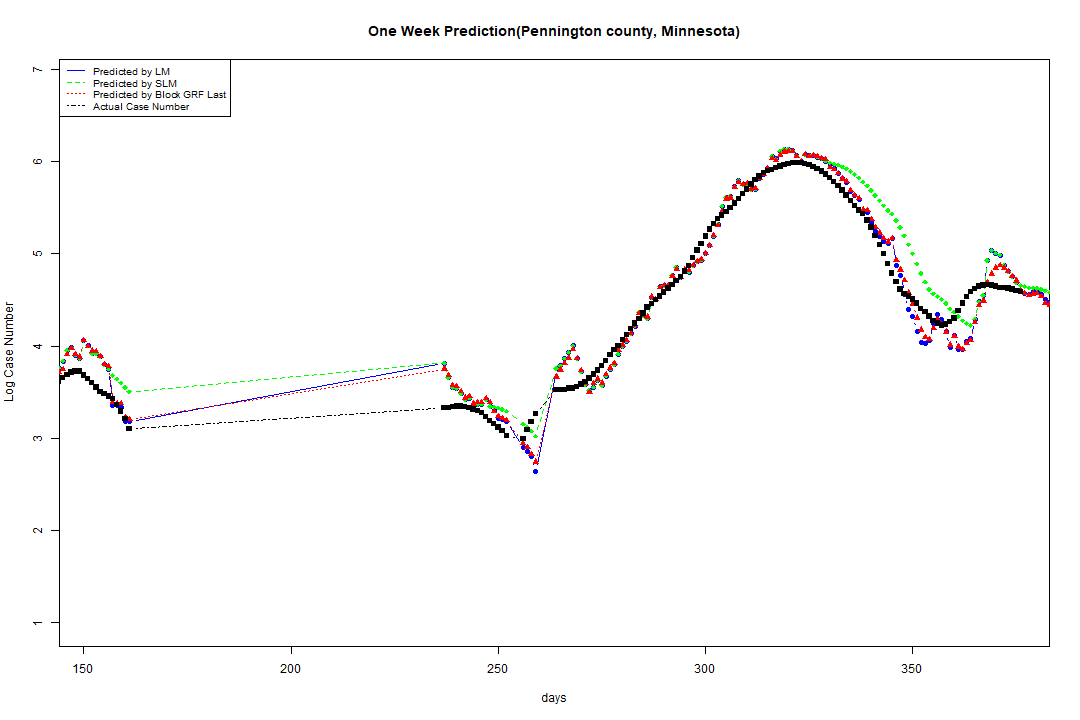 One Week Prediction(Pennington county, Minnesota)
Predicted by LM
Predicted by SLM
Predicted by Block GRF Last
Actual Case Number
7
6
5
4
3
2
1
Log Case Number
150 200 250 300 350
days